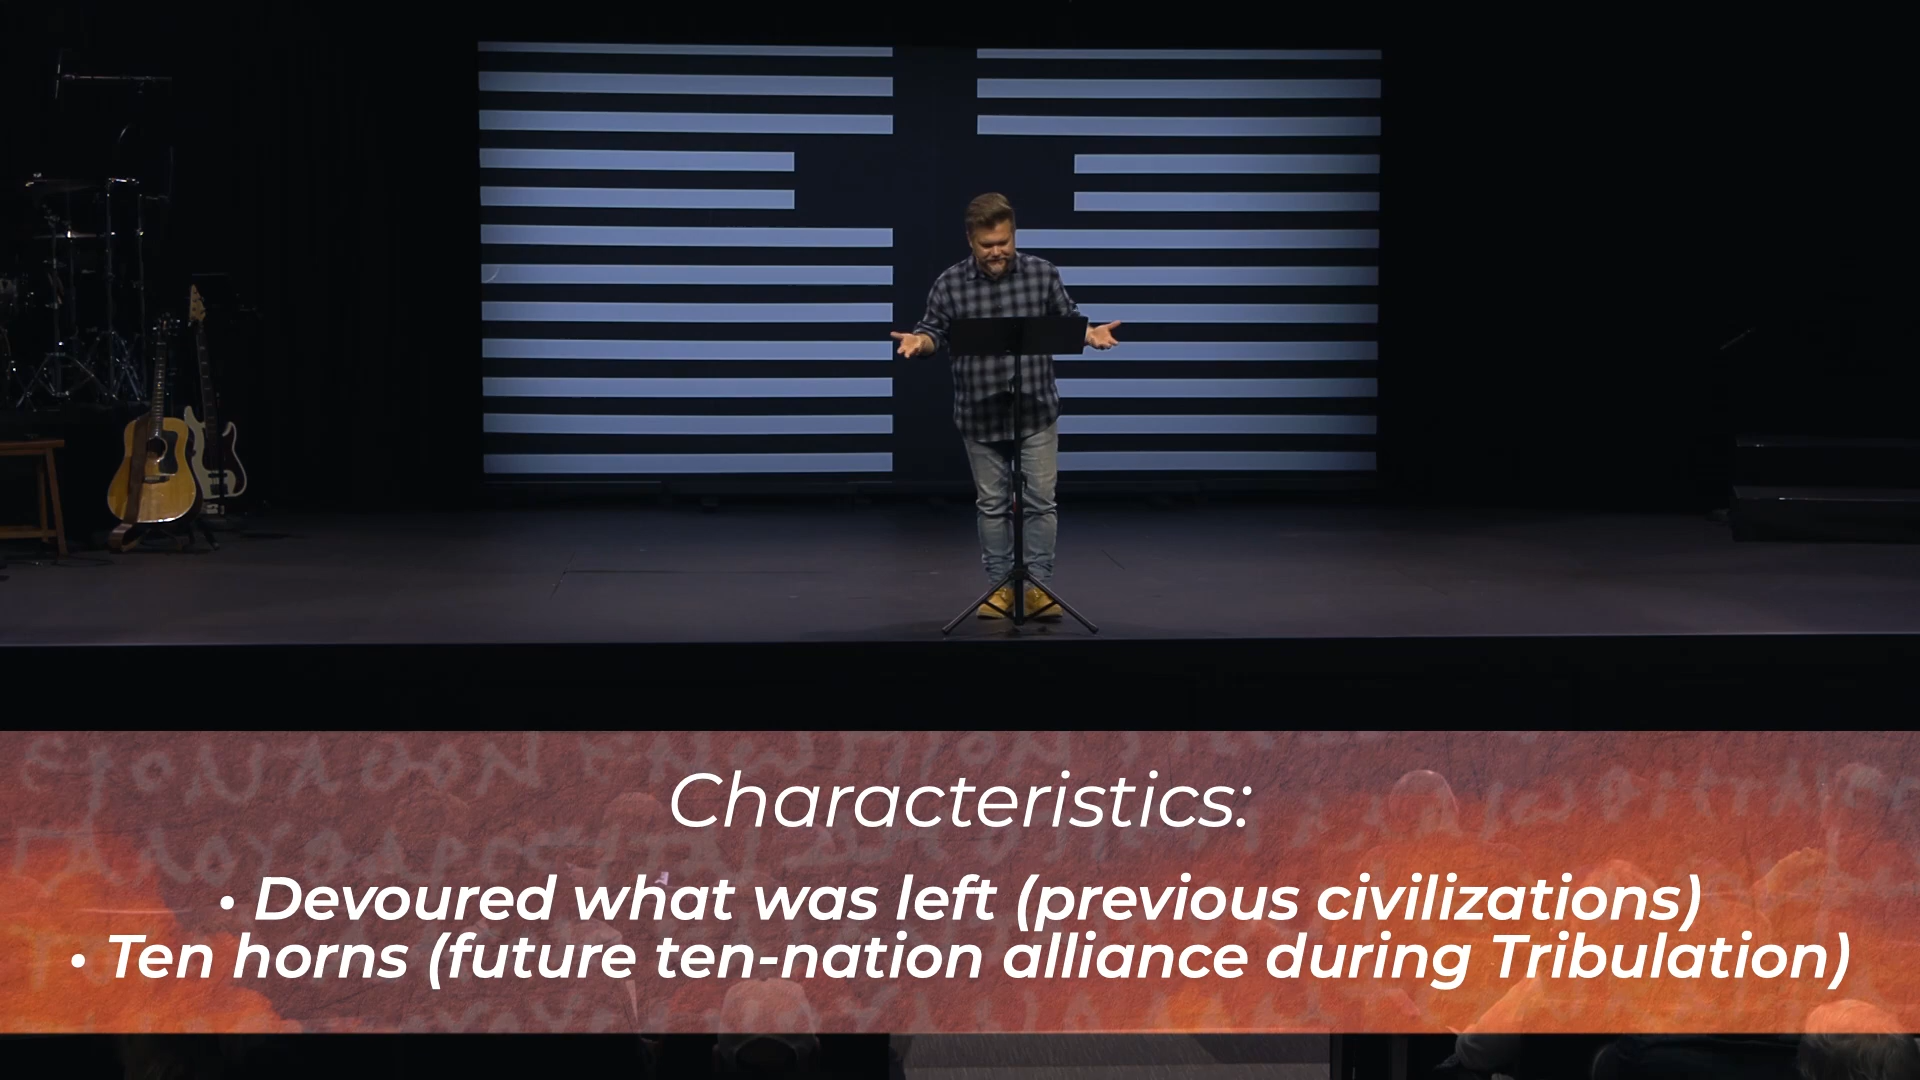 Characteristics:
• Devoured what was left (previous civilizations)
• Ten horns (future ten-nation alliance during Tribulation)